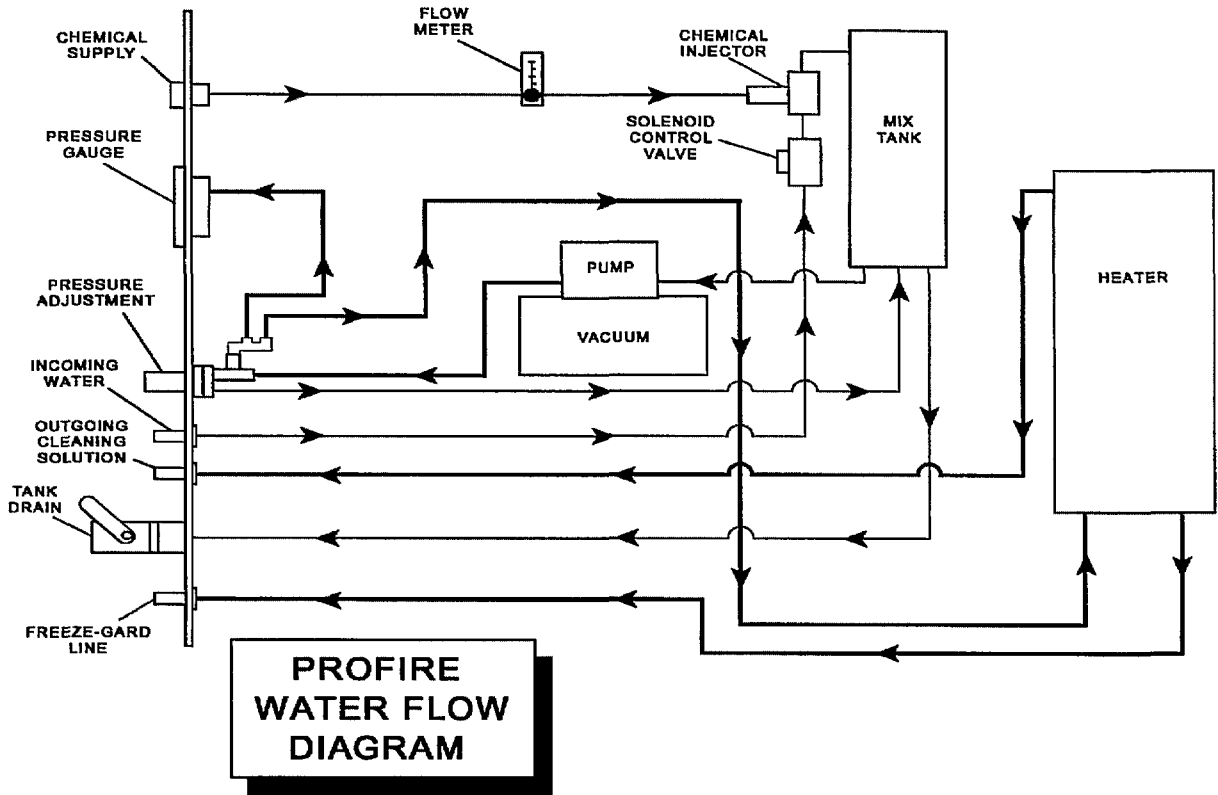 FLOW
METER
CHEMICAL
SUPPLY
CHEMICAL
INJECTOR
PRESSURE
GAUGE
SOLENOID
CONTROL
VALVE
MIX
TANK
PUMP
VACUUM
HEATER
PRESSURE
ADJUSTMENT
INCOMING
WATER
OUTGOING
CLEANING
SOLUTION
TANK
DRAIN
FREEZE-GARD
LINE
PROFIRE
WATER FLOW
DIAGRAM